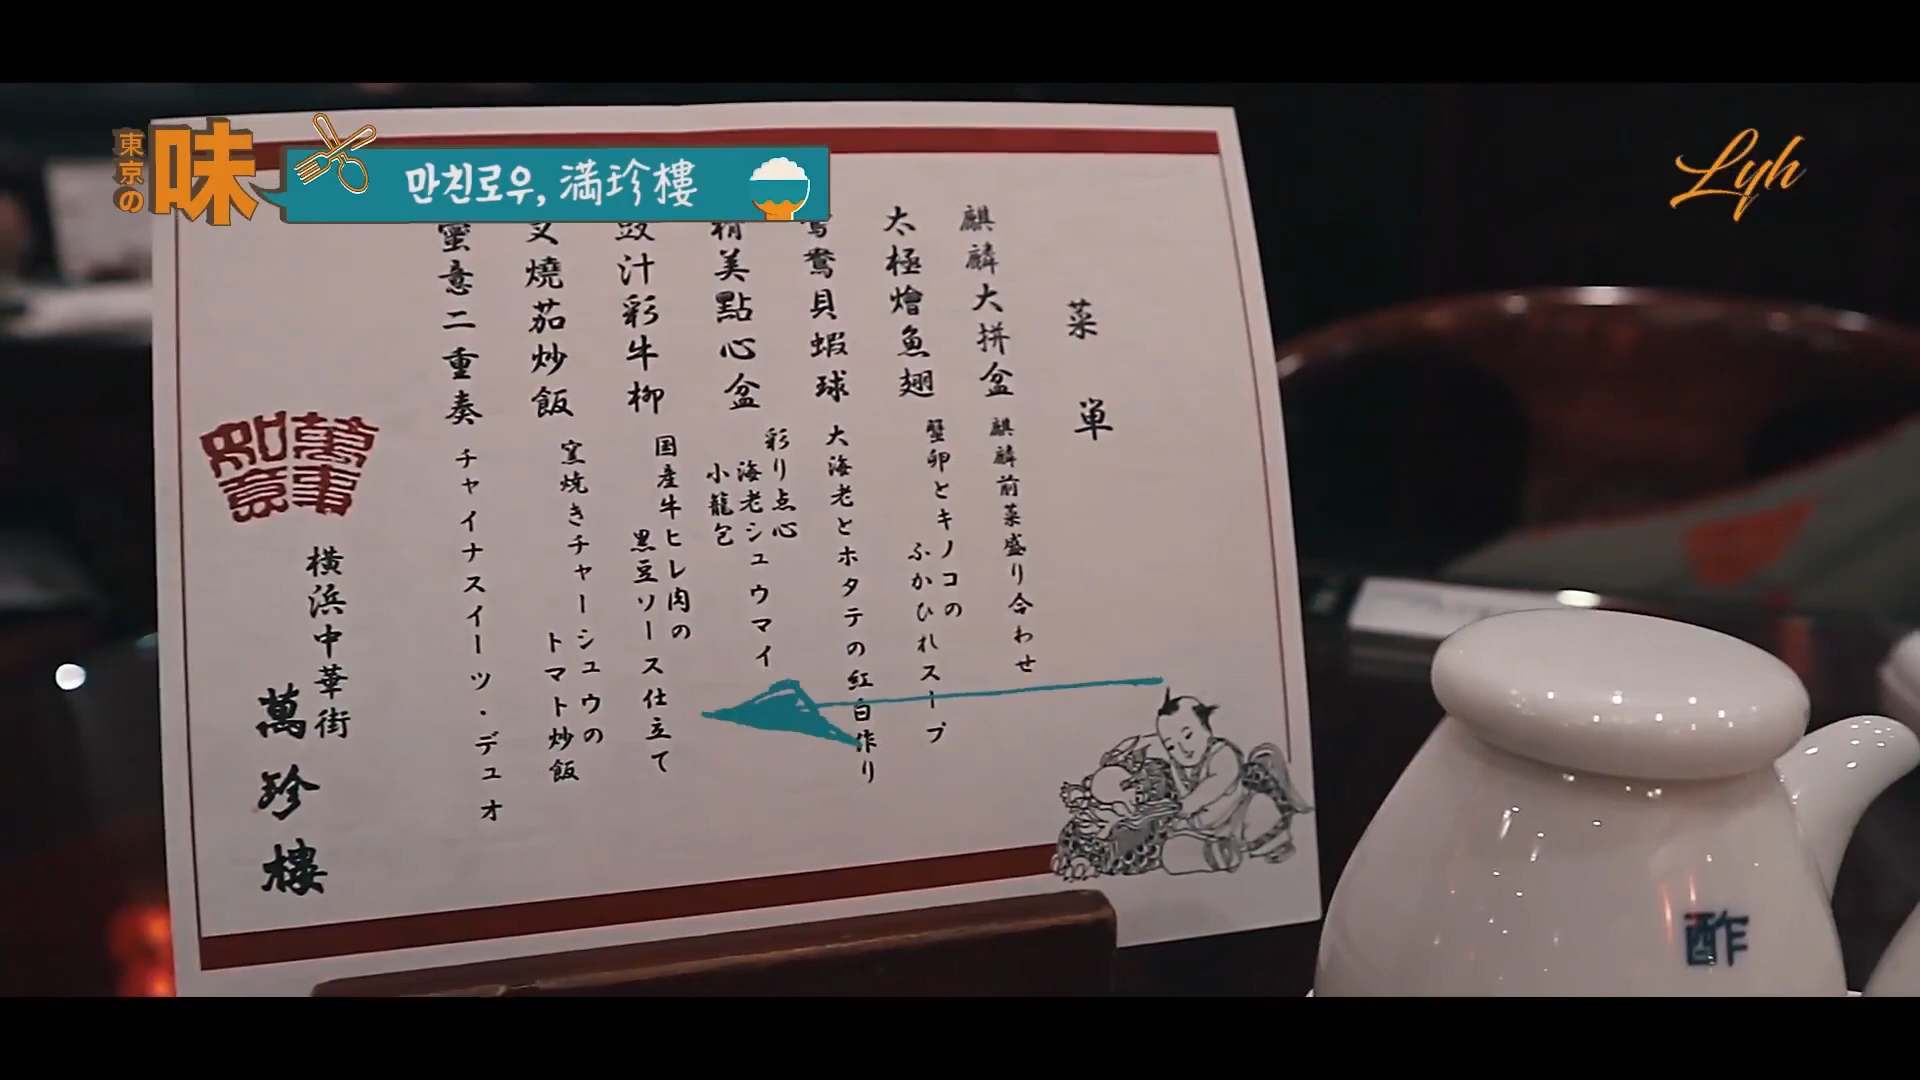 東京の
味
만친로우, 満珍樓
Lyh
菜単
麒麟大拼盆
麒麟前菜盛り合わせ
太極燴魚翅
蟹卵とキノコの
ふかひれスープ
鴦貝蝦球
大海老とホタテの紅白作り
精美點心盆
彩り点心
海老シュウマイ
小龍包
豉汁彩牛柳
国産牛ヒレ肉の
黒豆ソース仕立て
叉燒茄炒飯
窯焼きチャーシュウの
トマト炒飯
蜜意二重奏
チャイナスイーツ・デュオ
萬事如意
横浜中華街
萬珍樓
酢